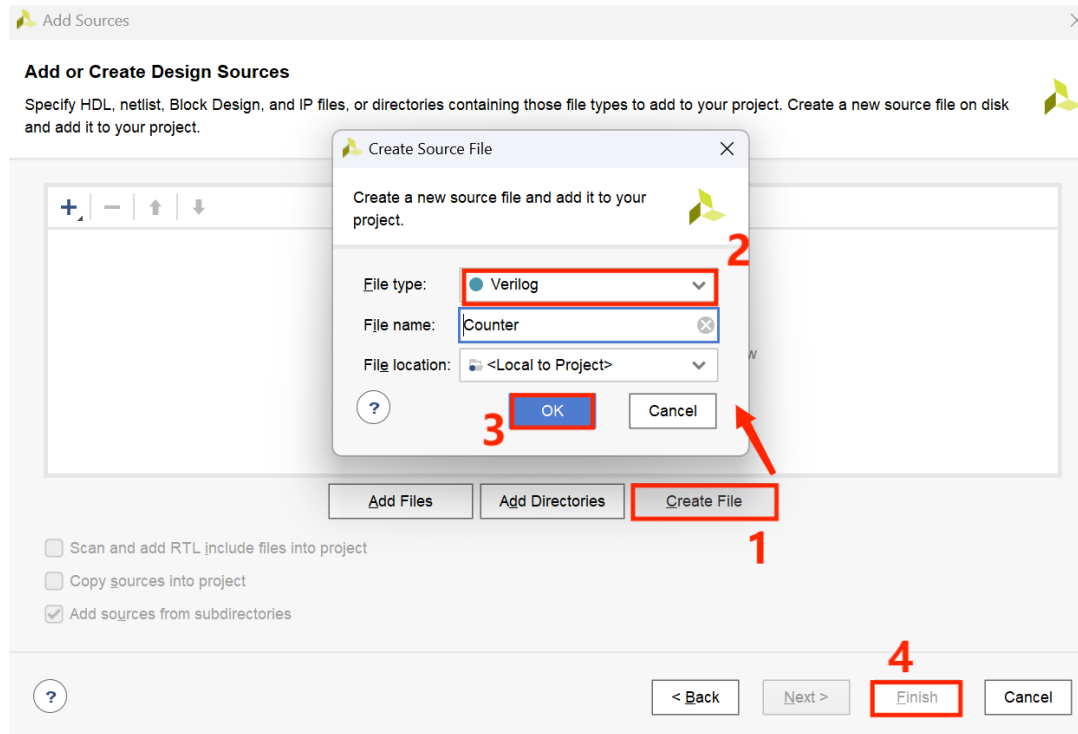 Add Sources
Add or Create Design Sources
Specify HDL, netlist, Block Design, and IP files, or directories containing those file types to add to your project. Create a new source file on disk
and add it to your project.
Create Source File
Create a new source file and add it to your
project.
2
File type:
Verilog
File name:
Counter
File location:
<Local to Project>
w
?
3
OK
Cancel
Add Files
Add Directories
Create File
1
Scan and add RTL include files into project
Copy sources into project
Add sources from subdirectories
4
?
< Back
Next >
Finish
Cancel